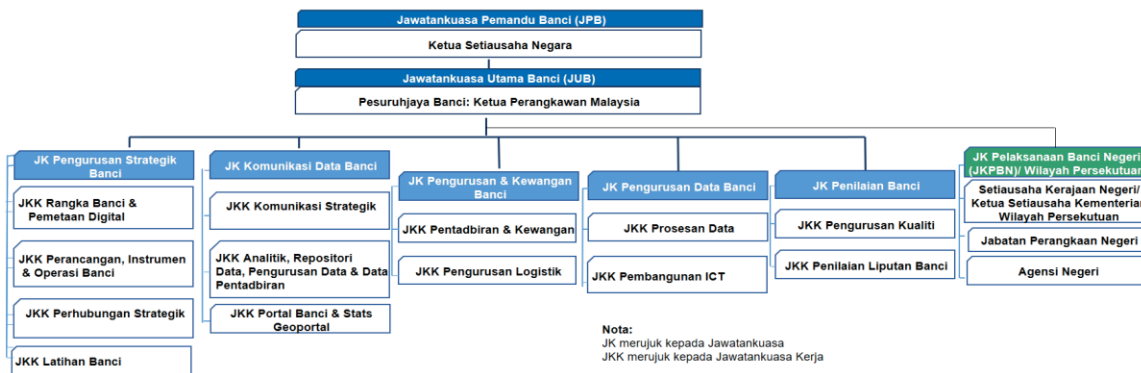 Jawatankuasa Pemandu Banci (JPB)
Ketua Setiausaha Negara
Jawatankuasa Utama Banci (JUB)
Pesuruhjaya Banci: Ketua Perangkawan Malaysia
JK Pengurusan Strategik
Banci
JKK Rangka Banci &
Pemetaan Digital
JKK Perancangan, Instrumen
& Operasi Banci
JKK Perhubungan Strategik
JKK Latihan Banci
JK Komunikasi Data Banci
JKK Komunikasi Strategik
JKK Analitik, Repositori
Data, Pengurusan Data & Data
Pentadbiran
JKK Portal Banci & Stats
Geoportal
JK Pengurusan & Kewangan
Banci
JKK Pentadbiran & Kewangan
JKK Pengurusan Logistik
JK Pengurusan Data Banci
JKK Prosesan Data
JKK Pembangunan ICT
JK Penilaian Banci
JKK Pengurusan Kualiti
JKK Penilaian Liputan Banci
JK Pelaksanaan Banci Negeri
(JKPBN)/ Wilayah Persekutuan
Setiausaha Kerajaan Negeri/
Ketua Setiausaha Kementerian
Wilayah Persekutuan
Jabatan Perangkaan Negeri
Agensi Negeri
Nota:
JK merujuk kepada Jawatankuasa
JKK merujuk kepada Jawatankuasa Kerja